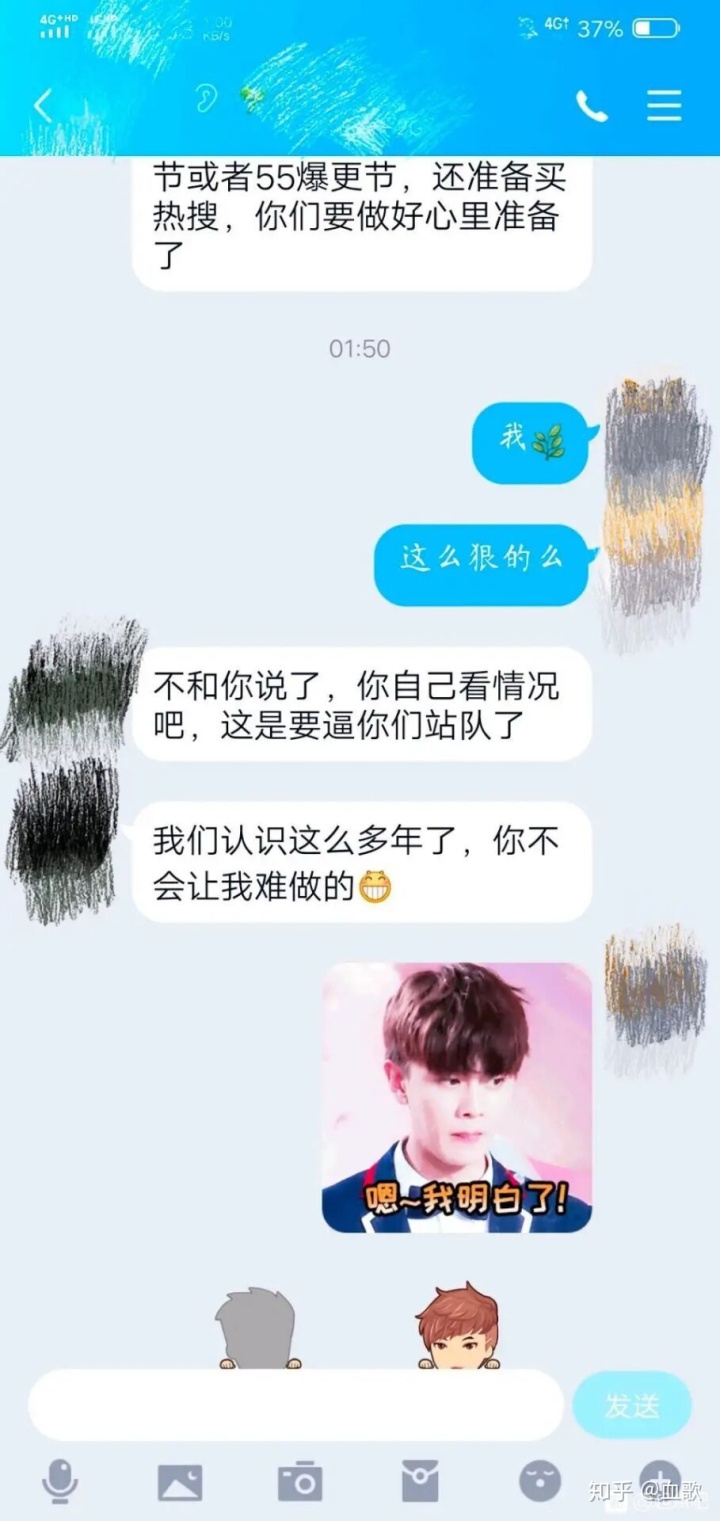 4G+HD
KB/s
4G↑ 37%
节或者55爆更节，还准备买
热搜，你们要做好心里准备
了
01:50
我🌿
这么狠的么
不和你说了，你自己看情况
吧，这是要逼你们站队了
我们认识这么多年了，你不
会让我难做的😁
嗯~我明白了!
发送
知乎 @血歌